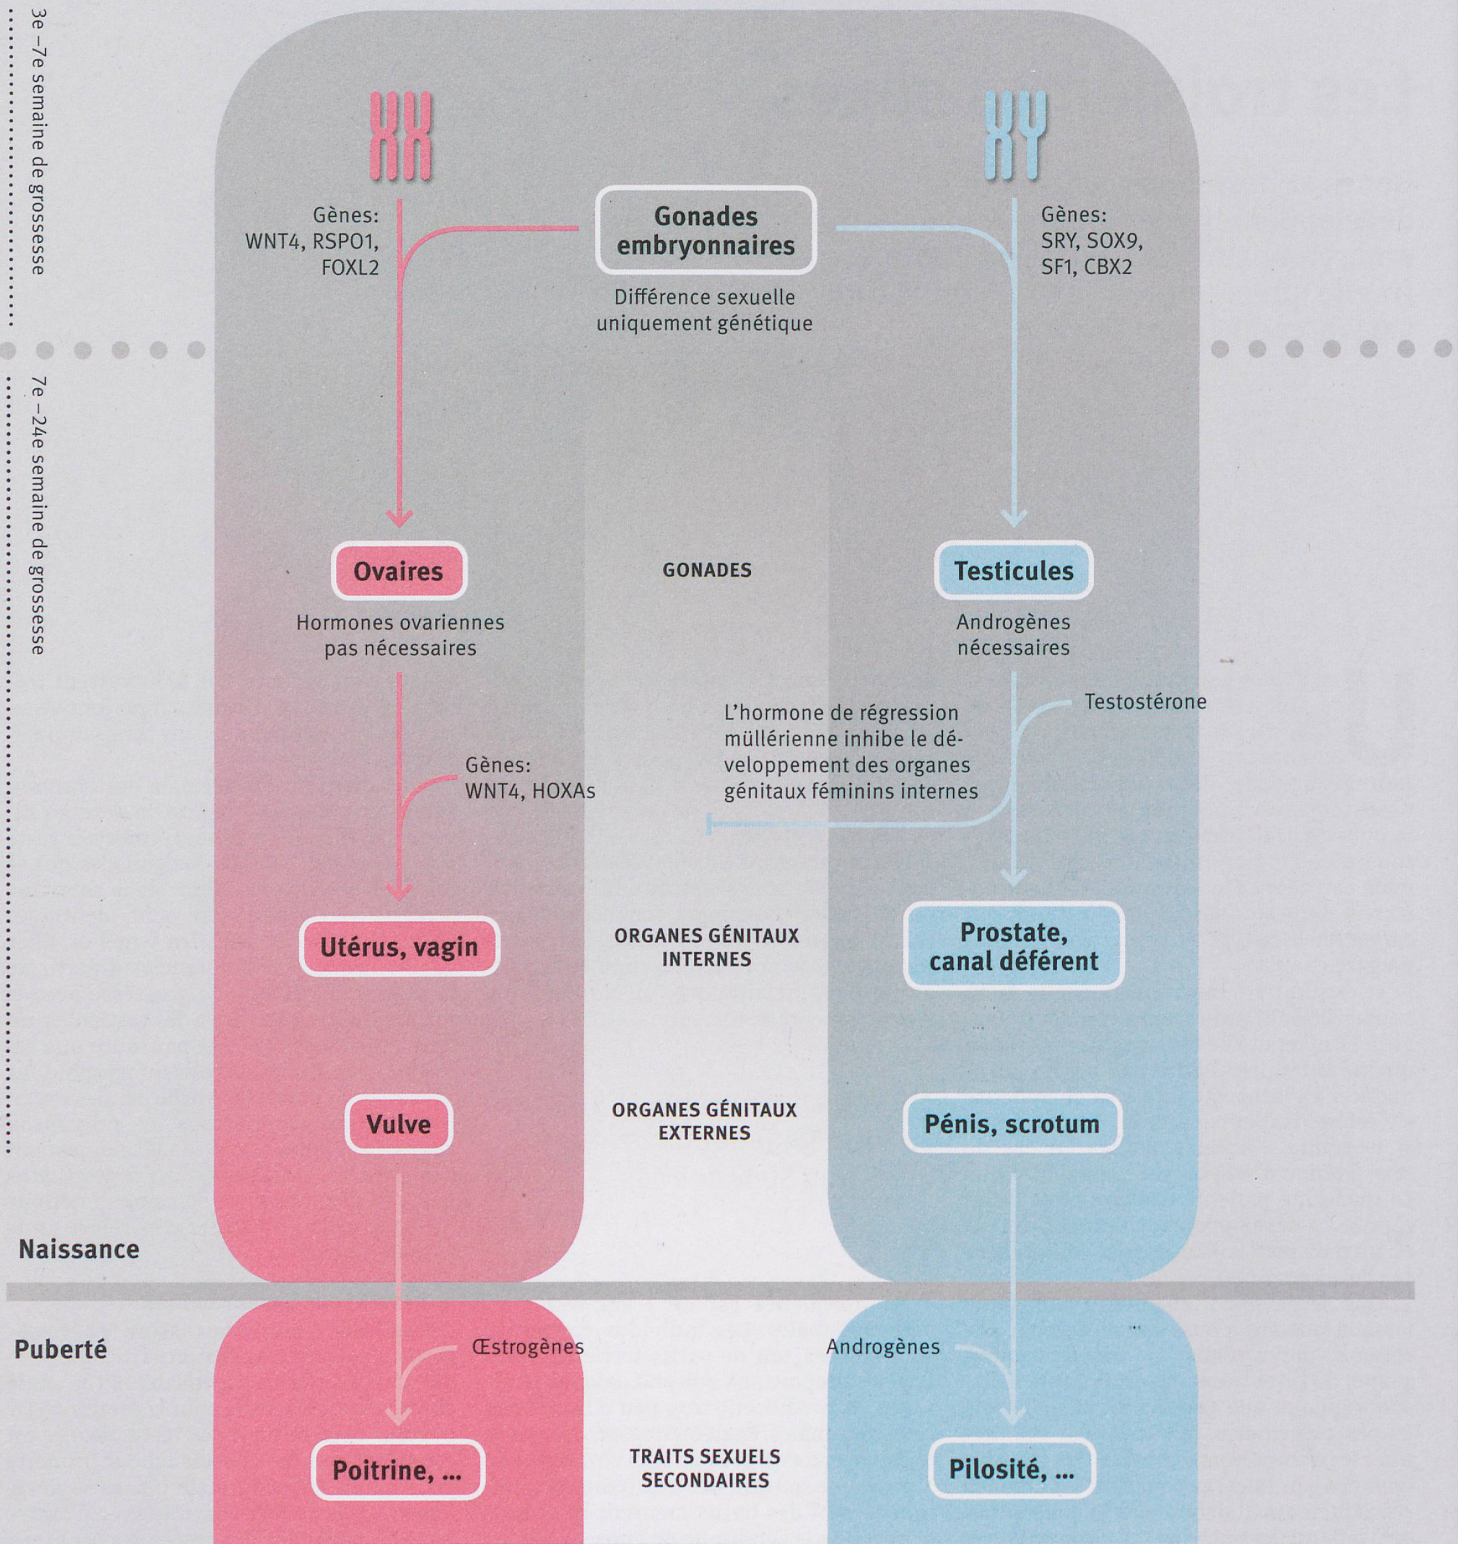 3e –7e semaine de grossesse
Gènes:
WNT4, RSPO1,
FOXL2
Gonades
embryonnaires
Différence sexuelle
uniquement génétique
Gènes:
SRY, SOX9,
SF1, CBX2
7e –24e semaine de grossesse
Ovaires
Hormones ovariennes
pas nécessaires
GONADES
Testicules
Androgènes
nécessaires
Testostérone
L’hormone de régression
müllérienne inhibe le dé-
veloppement des organes
génitaux féminins internes
Gènes:
WNT4, HOXAs
Utérus, vagin
ORGANES GÉNITAUX
INTERNES
Prostate,
canal déférent
Vulve
ORGANES GÉNITAUX
EXTERNES
Pénis, scrotum
Naissance
Puberté
Œstrogènes
Androgènes
Poitrine, ...
TRAITS SEXUELS
SECONDAIRES
Pilosité, ...